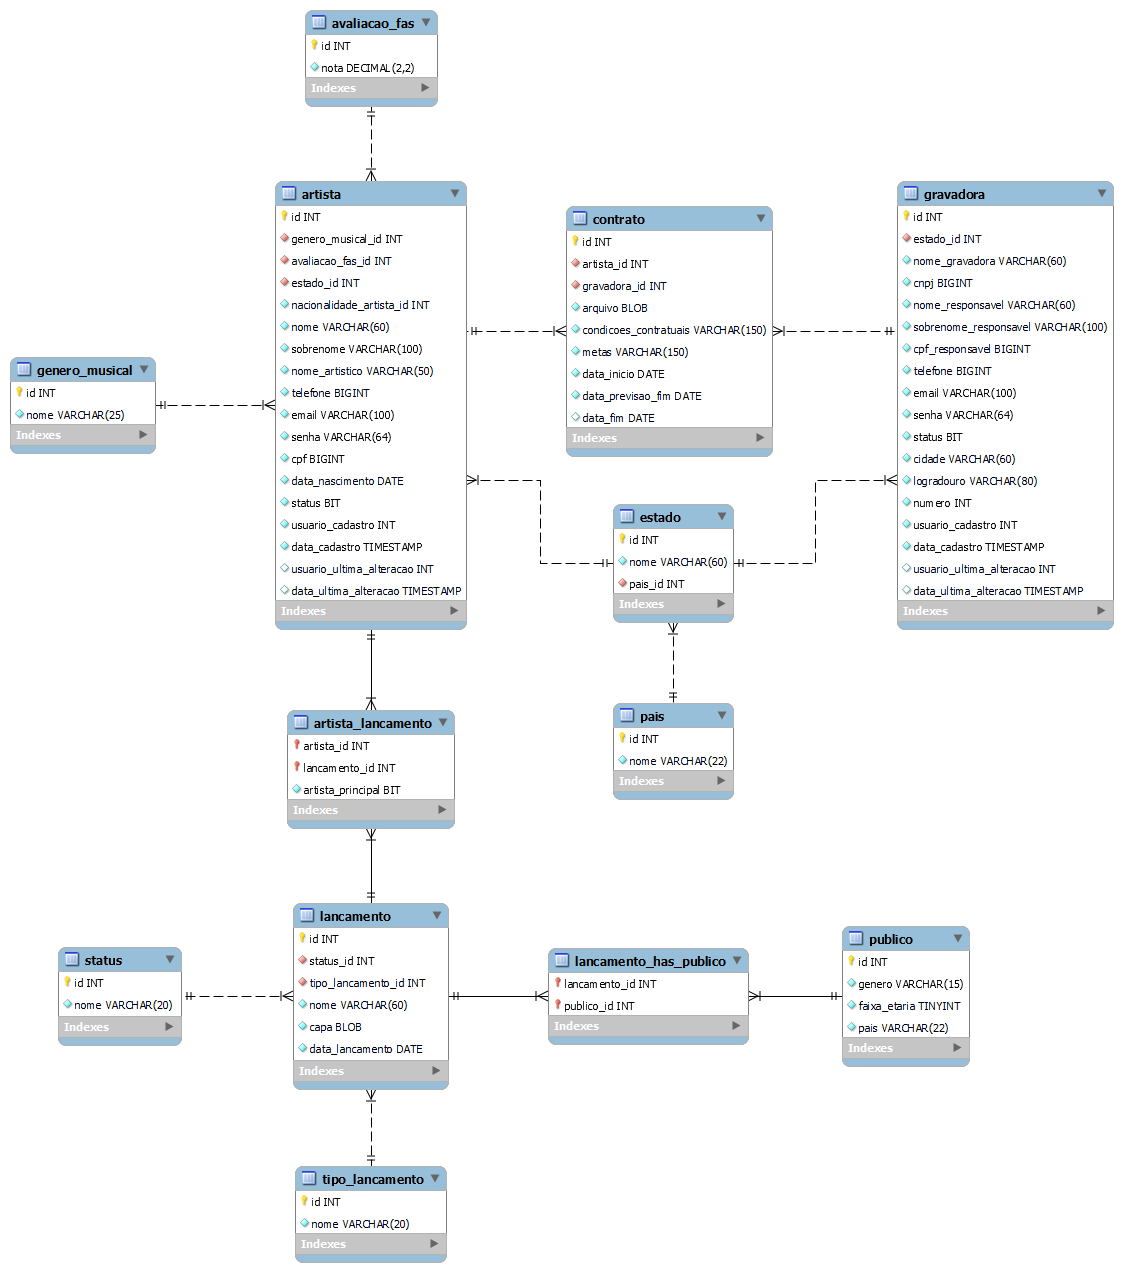 avaliacao_fas
id INT
nota DECIMAL(2,2)
Indexes
artista
id INT
genero_musical_id INT
avaliacao_fas_id INT
estado_id INT
nacionalidade_artista_id INT
nome VARCHAR(60)
sobrenome VARCHAR(100)
nome_artistico VARCHAR(50)
telefone BIGINT
email VARCHAR(100)
senha VARCHAR(64)
cpf BIGINT
data_nascimento DATE
status BIT
usuario_cadastro INT
data_cadastro TIMESTAMP
usuario_ultima_alteracao INT
data_ultima_alteracao TIMESTAMP
Indexes
contrato
id INT
artista_id INT
gravadora_id INT
arquivo BLOB
condicoes_contratuais VARCHAR(150)
metas VARCHAR(150)
data_inicio DATE
data_previsao_fim DATE
data_fim DATE
Indexes
gravadora
id INT
estado_id INT
nome_gravadora VARCHAR(60)
cnpj BIGINT
nome_responsavel VARCHAR(60)
sobrenome_responsavel VARCHAR(100)
cpf_responsavel BIGINT
telefone BIGINT
email VARCHAR(100)
senha VARCHAR(64)
status BIT
cidade VARCHAR(60)
logradouro VARCHAR(80)
numero INT
usuario_cadastro INT
data_cadastro TIMESTAMP
usuario_ultima_alteracao INT
data_ultima_alteracao TIMESTAMP
Indexes
genero_musical
id INT
nome VARCHAR(25)
Indexes
estado
id INT
nome VARCHAR(60)
pais_id INT
Indexes
pais
id INT
nome VARCHAR(22)
Indexes
artista_lancamento
artista_id INT
lancamento_id INT
artista_principal BIT
Indexes
lancamento
id INT
status_id INT
tipo_lancamento_id INT
nome VARCHAR(60)
capa BLOB
data_lancamento DATE
Indexes
status
id INT
nome VARCHAR(20)
Indexes
lancamento_has_publico
lancamento_id INT
publico_id INT
Indexes
publico
id INT
genero VARCHAR(15)
faixa_etaria TINYINT
pais VARCHAR(22)
Indexes
tipo_lancamento
id INT
nome VARCHAR(20)
Indexes